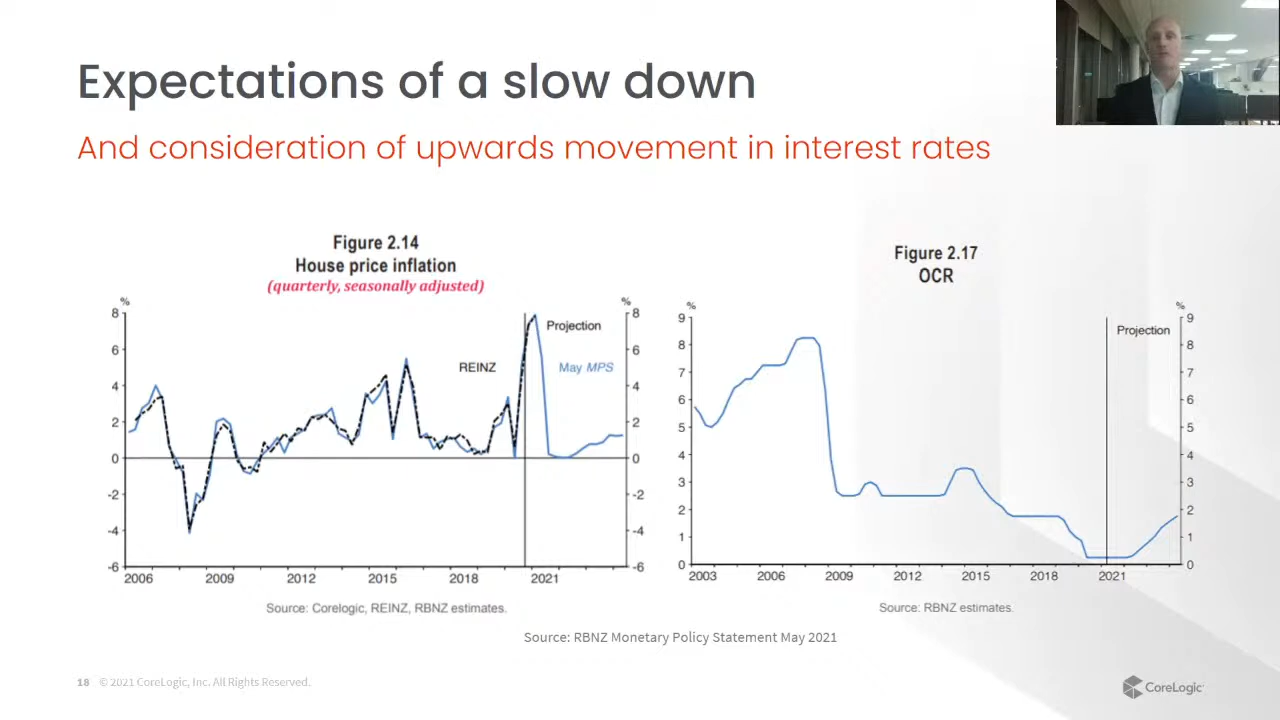 Expectations of a slow down
And consideration of upwards movement in interest rates
Figure 2.14
House price inflation
(quarterly, seasonally adjusted)
% %
8 8
6 6
4 4
2 2
0 0
-2 -2
-4 -4
-6 -6
Projection
REINZ
May MPS
2006 2009 2012 2015 2018 2021
Source: Corelogic, REINZ, RBNZ estimates.
Figure 2.17
OCR
% %
9 9
8 8
7 7
6 6
5 5
4 4
3 3
2 2
1 1
0 0
Projection
2003 2006 2009 2012 2015 2018 2021
Source: RBNZ estimates.
Source: RBNZ Monetary Policy Statement May 2021
18 © 2021 CoreLogic, Inc. All Rights Reserved.
CoreLogic